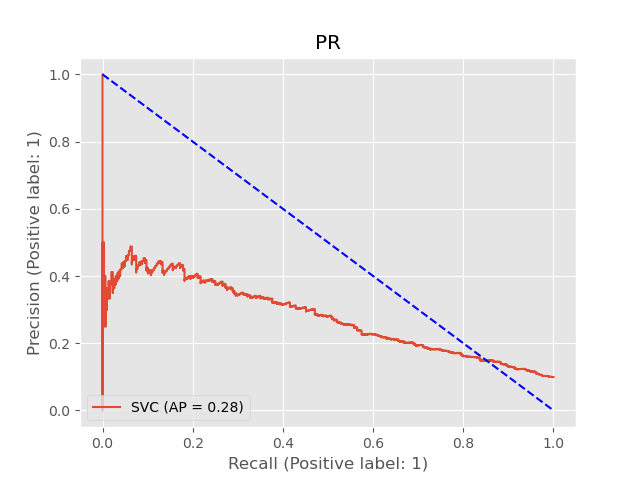 PR
1.0
0.8
0.6
0.4
0.2
0.0
Precision (Positive label: 1)
SVC (AP = 0.28)
0.0 0.2 0.4 0.6 0.8 1.0
Recall (Positive label: 1)